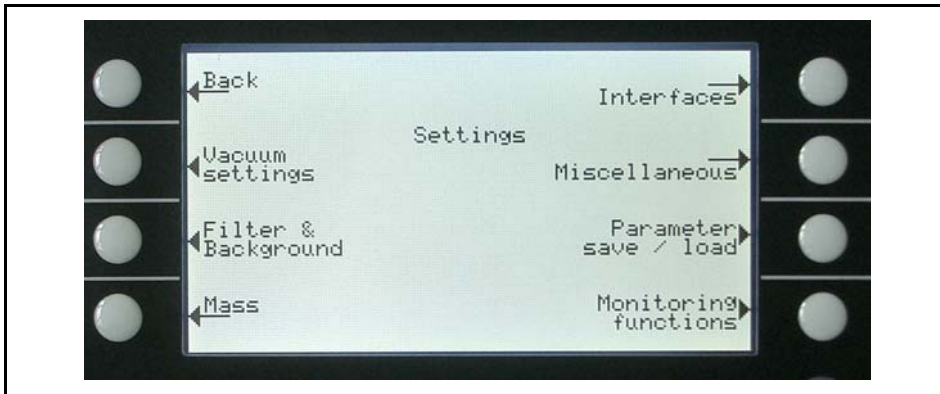 Back
Interfaces
Settings
Vacuum
settings
Miscellaneous
Filter &
Background
Parameter
save / load
Mass
Monitoring
functions